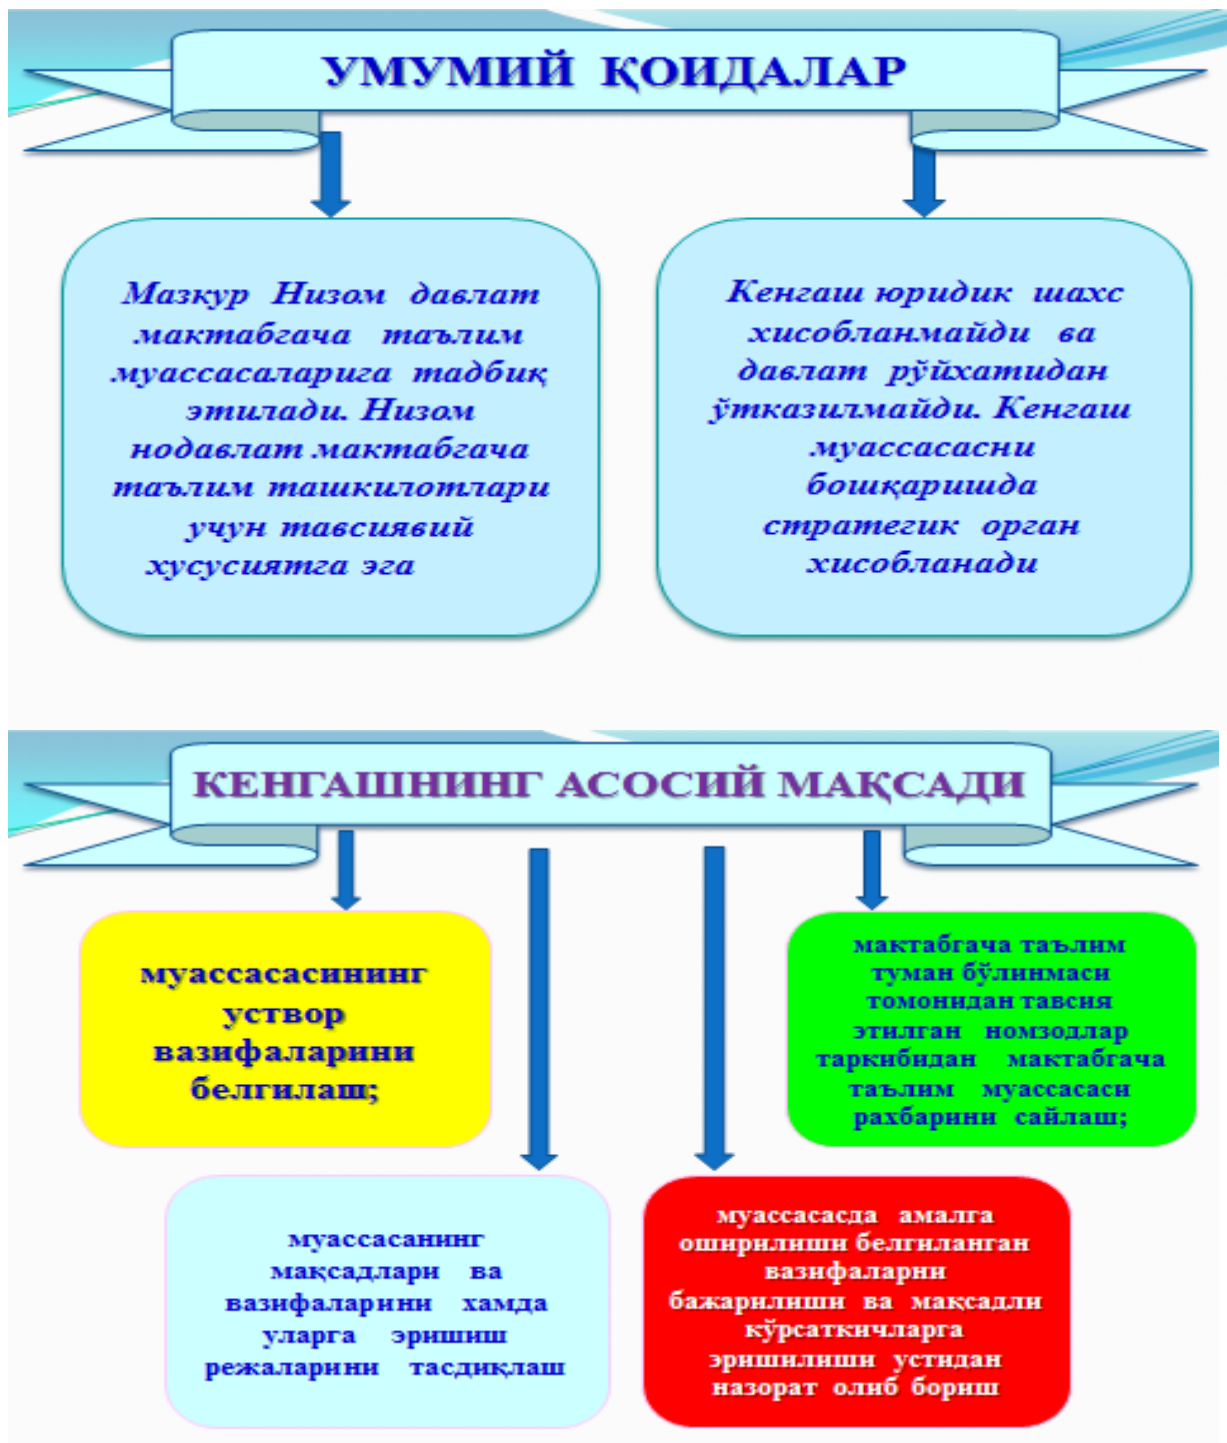 УМУМИЙ ҚОИДАЛАР
Мазкур Низом давлат
мактабгача таълим
муассасаларига тадбиқ
этилади. Низом
нодавлат мактабгача
таълим ташкилотлари
учун тавсиявий
хусусиятга эга
Кенгаш юридик шахс
хисобланмайди ва
давлат рўйхатидан
ўтказилмайди. Кенгаш
муассасасни
бошқаришда
стратегик орган
хисобланади
КЕНГАШНИНГ АСОСИЙ МАҚСАДИ
муассасасининг
уствор
вазифаларини
белгилаш;
мактабгача таълим
туман бўлинмаси
томонидан тавсия
этилган номзодлар
таркибидан мактабгача
таълим муассасаси
рахбарини сайлаш;
муассасанинг
мақсадлари ва
вазифаларини хамда
уларга эришиш
режаларини тасдиқлаш
муассасасда амалга
оширилиши белгиланган
вазифаларни
бажарилиши ва мақсадли
кўрсаткичларга
эришилиши устидан
назорат олиб бориш